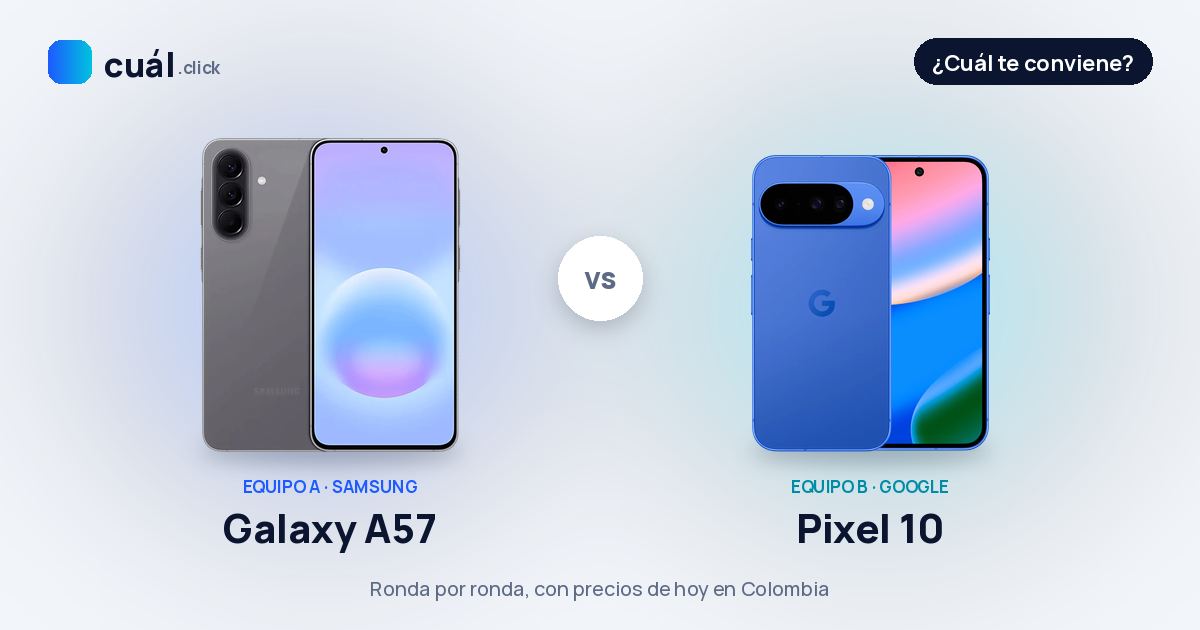 cuál.click
¿Cuál te conviene?
SAMSUNG
G
vs
EQUIPO A · SAMSUNG
Galaxy A57
EQUIPO B · GOOGLE
Pixel 10
Ronda por ronda, con precios de hoy en Colombia